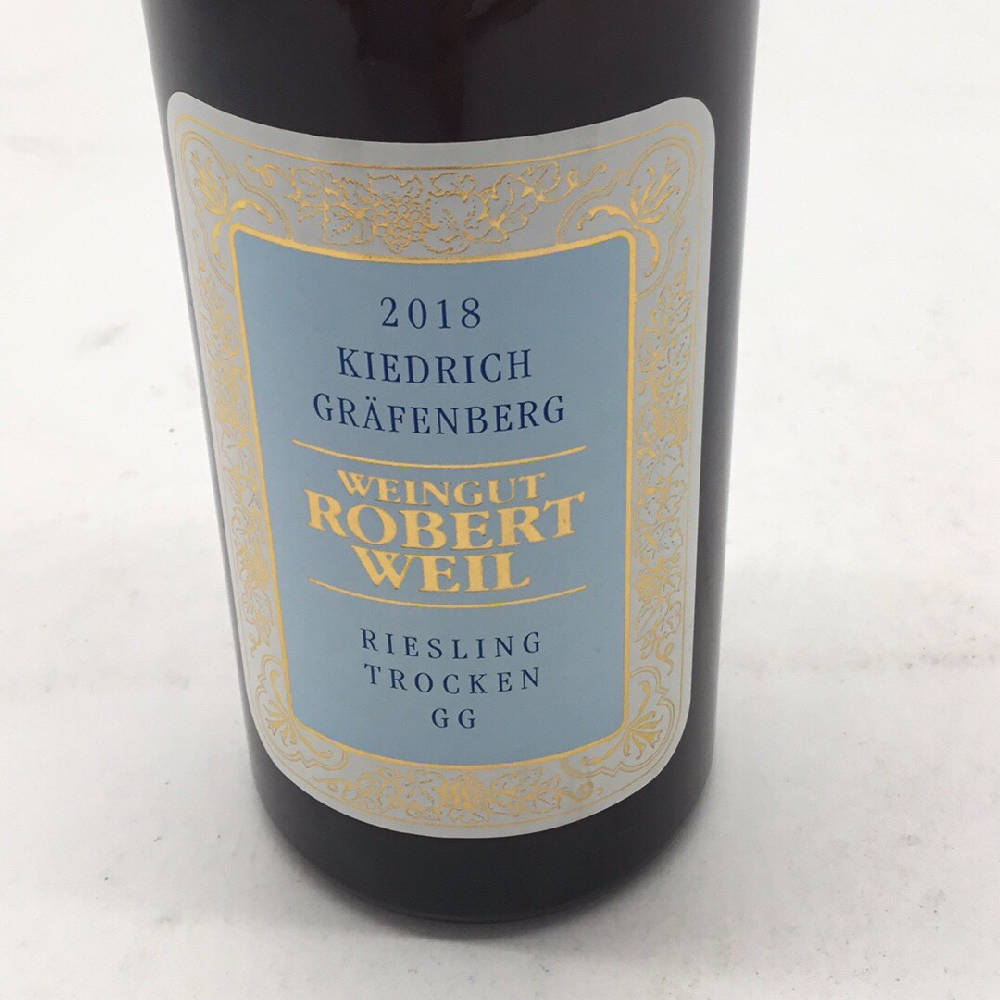 2018
KIEDRICH
GRÄFENBERG
WEINGUT
ROBERT
WEIL
RIESLING
TROCKEN
GG